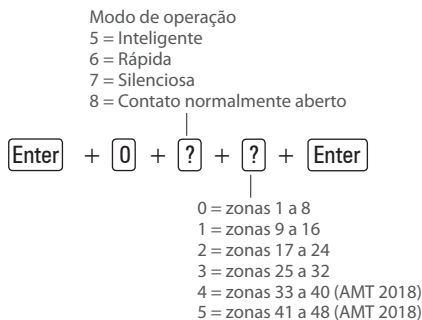 Modo de operação
5 = Inteligente
6 = Rápida
7 = Silenciosa
8 = Contato normalmente aberto
Enter + 0 + ? + ? + Enter
0 = zonas 1 a 8
1 = zonas 9 a 16
2 = zonas 17 a 24
3 = zonas 25 a 32
4 = zonas 33 a 40 (AMT 2018)
5 = zonas 41 a 48 (AMT 2018)